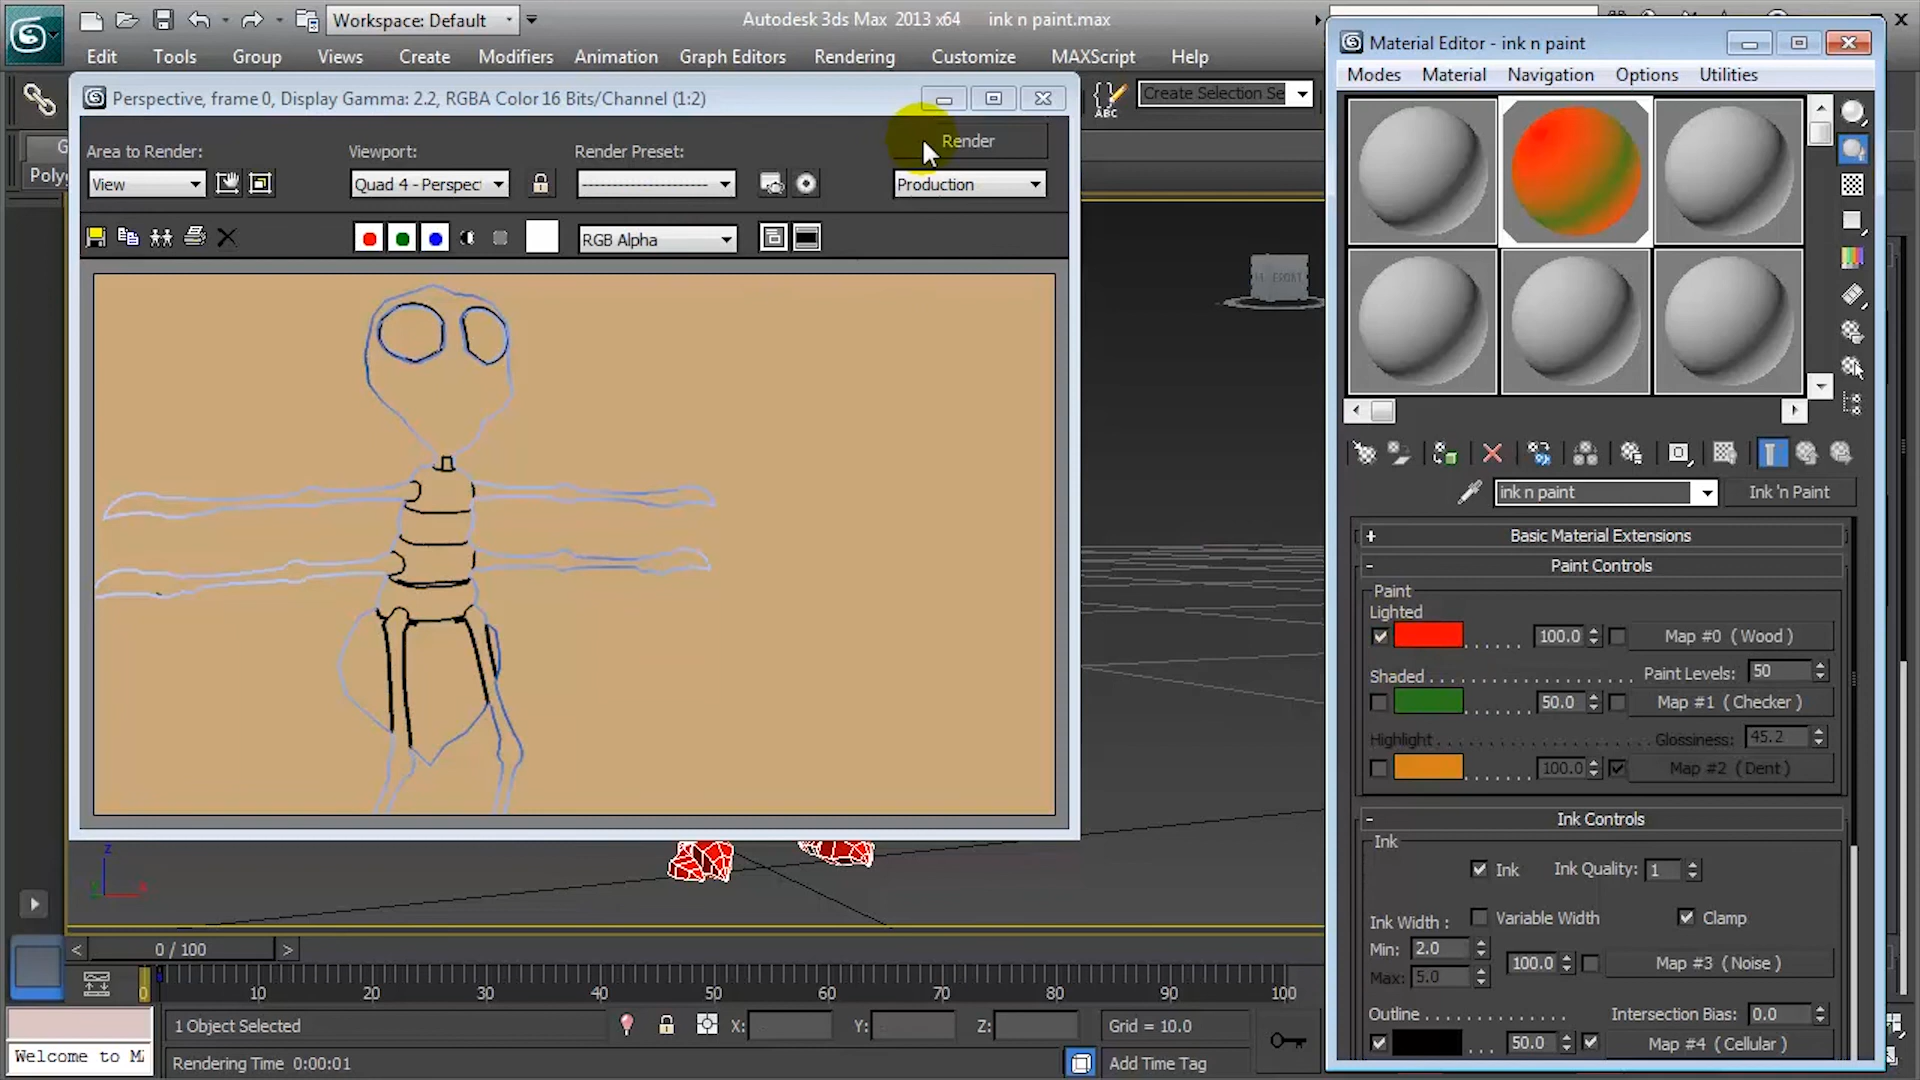 Workspace: Default
Autodesk 3ds Max  2013 x64
ink n paint.max
Edit
Tools
Group
Views
Create
Modifiers
Animation
Graph Editors
Rendering
Customize
MAXScript
Help
ABC
Create Selection Se
Perspective, frame 0, Display Gamma: 2.2, RGBA Color 16 Bits/Channel (1:2)
Area to Render:
View
Viewport:
Quad 4 - Perspect
Render Preset:
Render
Production
RGB Alpha
FRONT
z
x
< 0 / 100 >
0 10 20 30 40 50 60 70 80 90 100
1 Object Selected
X:
Y:
Z:
Grid = 10.0
Welcome to M
Rendering Time  0:00:01
Add Time Tag
Material Editor - ink n paint
Modes
Material
Navigation
Options
Utilities
ink n paint
Ink 'n Paint
+ Basic Material Extensions
- Paint Controls
Paint
Lighted
100.0
Map #0 ( Wood )
Shaded
Paint Levels: 50
50.0
Map #1 ( Checker )
Highlight
Glossiness: 45.2
100.0
Map #2 ( Dent )
- Ink Controls
Ink
Ink
Ink Quality: 1
Ink Width :
Variable Width
Clamp
Min: 2.0
100.0
Map #3 ( Noise )
Max: 5.0
Outline
Intersection Bias: 0.0
50.0
Map #4 ( Cellular )